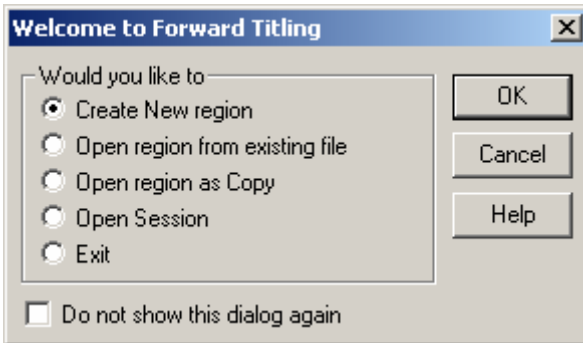 Welcome to Forward Titling
Would you like to
Create New region
Open region from existing file
Open region as Copy
Open Session
Exit
OK
Cancel
Help
Do not show this dialog again